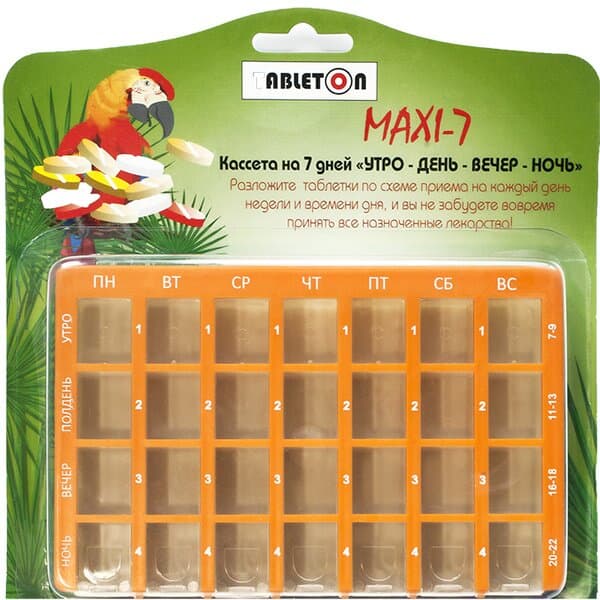 TABLETON
MAXI-7
Кассета на 7 дней «УТРО - ДЕНЬ - ВЕЧЕР - НОЧЬ»
Разложите таблетки по схеме приема на каждый день
недели и времени дня, и вы не забудете вовремя
принять все назначенные лекарства!
ПН ВТ СР ЧТ ПТ СБ ВС
УТРО 1 1 1 1 1 1 7-9
ПОЛДЕНЬ 2 2 2 2 2 2 11-13
ВЕЧЕР 3 3 3 3 3 3 16-18
НОЧЬ 4 4 4 4 4 4 20-22